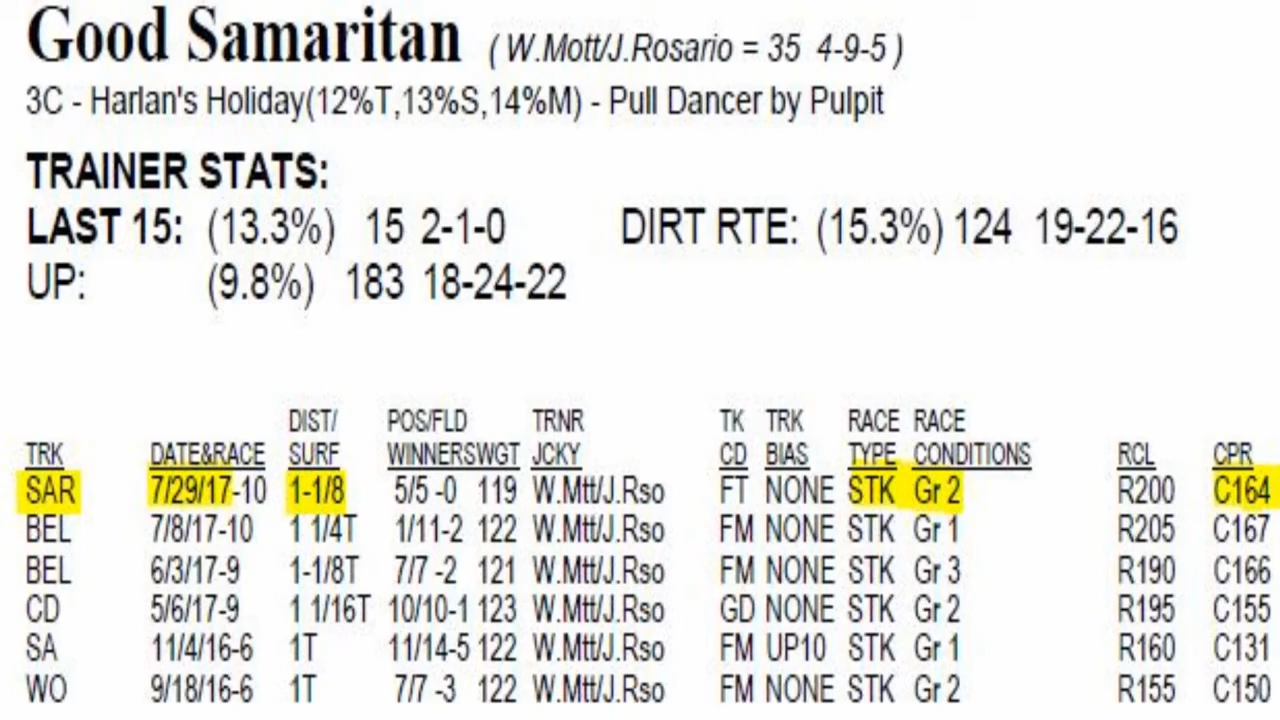 Good Samaritan ( W.Mott/J.Rosario = 35 4-9-5 )
3C - Harlan's Holiday(12%T,13%S,14%M) - Pull Dancer by Pulpit
TRAINER STATS:
LAST 15: (13.3%) 15 2-1-0 DIRT RTE: (15.3%) 124 19-22-16
UP: (9.8%) 183 18-24-22
DIST/ POS/FLD TRNR TK TRK RACE RACE
TRK DATE&RACE SURF WINNERSWGT JCKY CD BIAS TYPE CONDITIONS RCL CPR
SAR 7/29/17-10 1-1/8 5/5 -0 119 W.Mtt/J.Rso FT NONE STK Gr 2 R200 C164
BEL 7/8/17-10 1 1/4T 1/11-2 122 W.Mtt/J.Rso FM NONE STK Gr 1 R205 C167
BEL 6/3/17-9 1-1/8T 7/7 -2 121 W.Mtt/J.Rso FM NONE STK Gr 3 R190 C166
CD 5/6/17-9 1 1/16T 10/10-1 123 W.Mtt/J.Rso GD NONE STK Gr 2 R195 C155
SA 11/4/16-6 1T 11/14-5 122 W.Mtt/J.Rso FM UP10 STK Gr 1 R160 C131
WO 9/18/16-6 1T 7/7 -3 122 W.Mtt/J.Rso FM NONE STK Gr 2 R155 C150